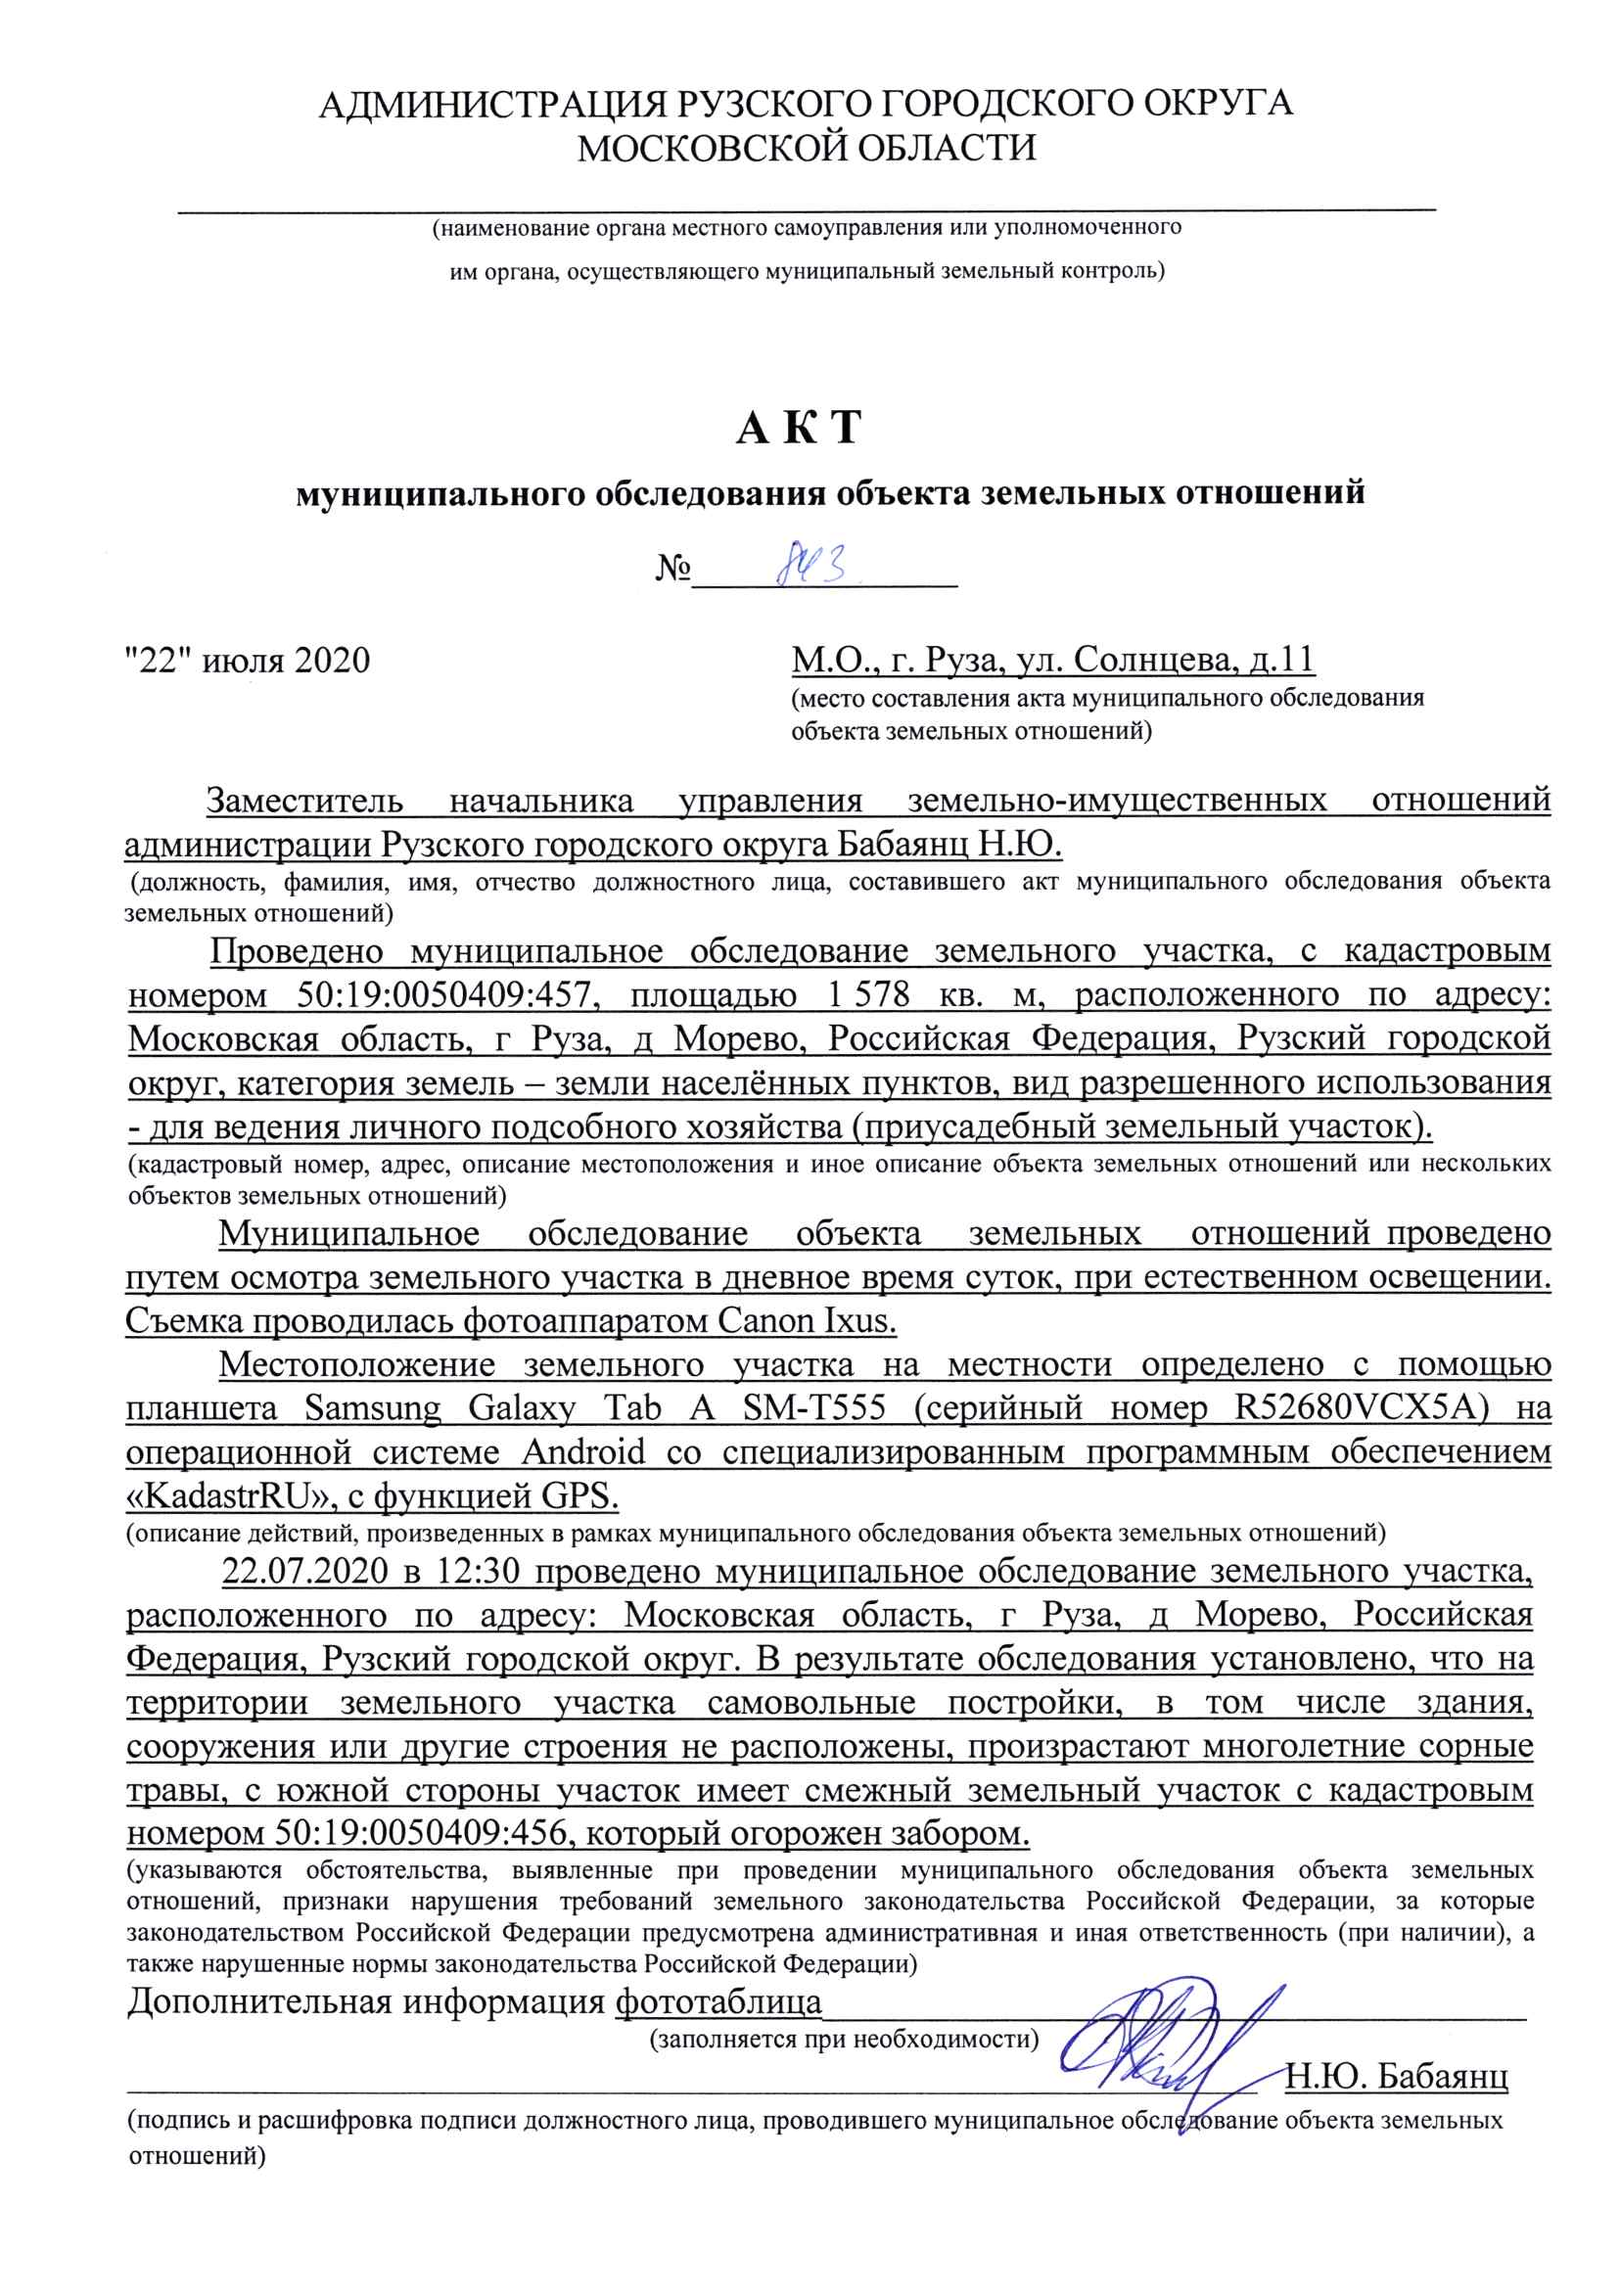 АДМИНИСТРАЦИЯ РУЗСКОГО ГОРОДСКОГО ОКРУГА
МОСКОВСКОЙ ОБЛАСТИ
(наименование органа местного самоуправления или уполномоченного
им органа, осуществляющего муниципальный земельный контроль)
А К Т
муниципального обследования объекта земельных отношений
№ 843
"22" июля 2020
М.О., г. Руза, ул. Солнцева, д.11
(место составления акта муниципального обследования
объекта земельных отношений)
Заместитель начальника управления земельно-имущественных отношений
администрации Рузского городского округа Бабаянц Н.Ю.
(должность, фамилия, имя, отчество должностного лица, составившего акт муниципального обследования объекта
земельных отношений)
Проведено муниципальное обследование земельного участка, с кадастровым
номером 50:19:0050409:457, площадью 1 578 кв. м, расположенного по адресу:
Московская область, г Руза, д Морево, Российская Федерация, Рузский городской
округ, категория земель – земли населённых пунктов, вид разрешенного использования
- для ведения личного подсобного хозяйства (приусадебный земельный участок).
(кадастровый номер, адрес, описание местоположения и иное описание объекта земельных отношений или нескольких
объектов земельных отношений)
Муниципальное обследование объекта земельных отношений проведено
путем осмотра земельного участка в дневное время суток, при естественном освещении.
Съемка проводилась фотоаппаратом Canon Ixus.
Местоположение земельного участка на местности определено с помощью
планшета Samsung Galaxy Tab A SM-T555 (серийный номер R52680VCX5A) на
операционной системе Android со специализированным программным обеспечением
«KadastrRU», с функцией GPS.
(описание действий, произведенных в рамках муниципального обследования объекта земельных отношений)
22.07.2020 в 12:30 проведено муниципальное обследование земельного участка,
расположенного по адресу: Московская область, г Руза, д Морево, Российская
Федерация, Рузский городской округ. В результате обследования установлено, что на
территории земельного участка самовольные постройки, в том числе здания,
сооружения или другие строения не расположены, произрастают многолетние сорные
травы, с южной стороны участок имеет смежный земельный участок с кадастровым
номером 50:19:0050409:456, который огорожен забором.
(указываются обстоятельства, выявленные при проведении муниципального обследования объекта земельных
отношений, признаки нарушения требований земельного законодательства Российской Федерации, за которые
законодательством Российской Федерации предусмотрена административная и иная ответственность (при наличии), а
также нарушенные нормы законодательства Российской Федерации)
Дополнительная информация фототаблица
(заполняется при необходимости)
Н.Ю. Бабаянц
(подпись и расшифровка подписи должностного лица, проводившего муниципальное обследование объекта земельных
отношений)